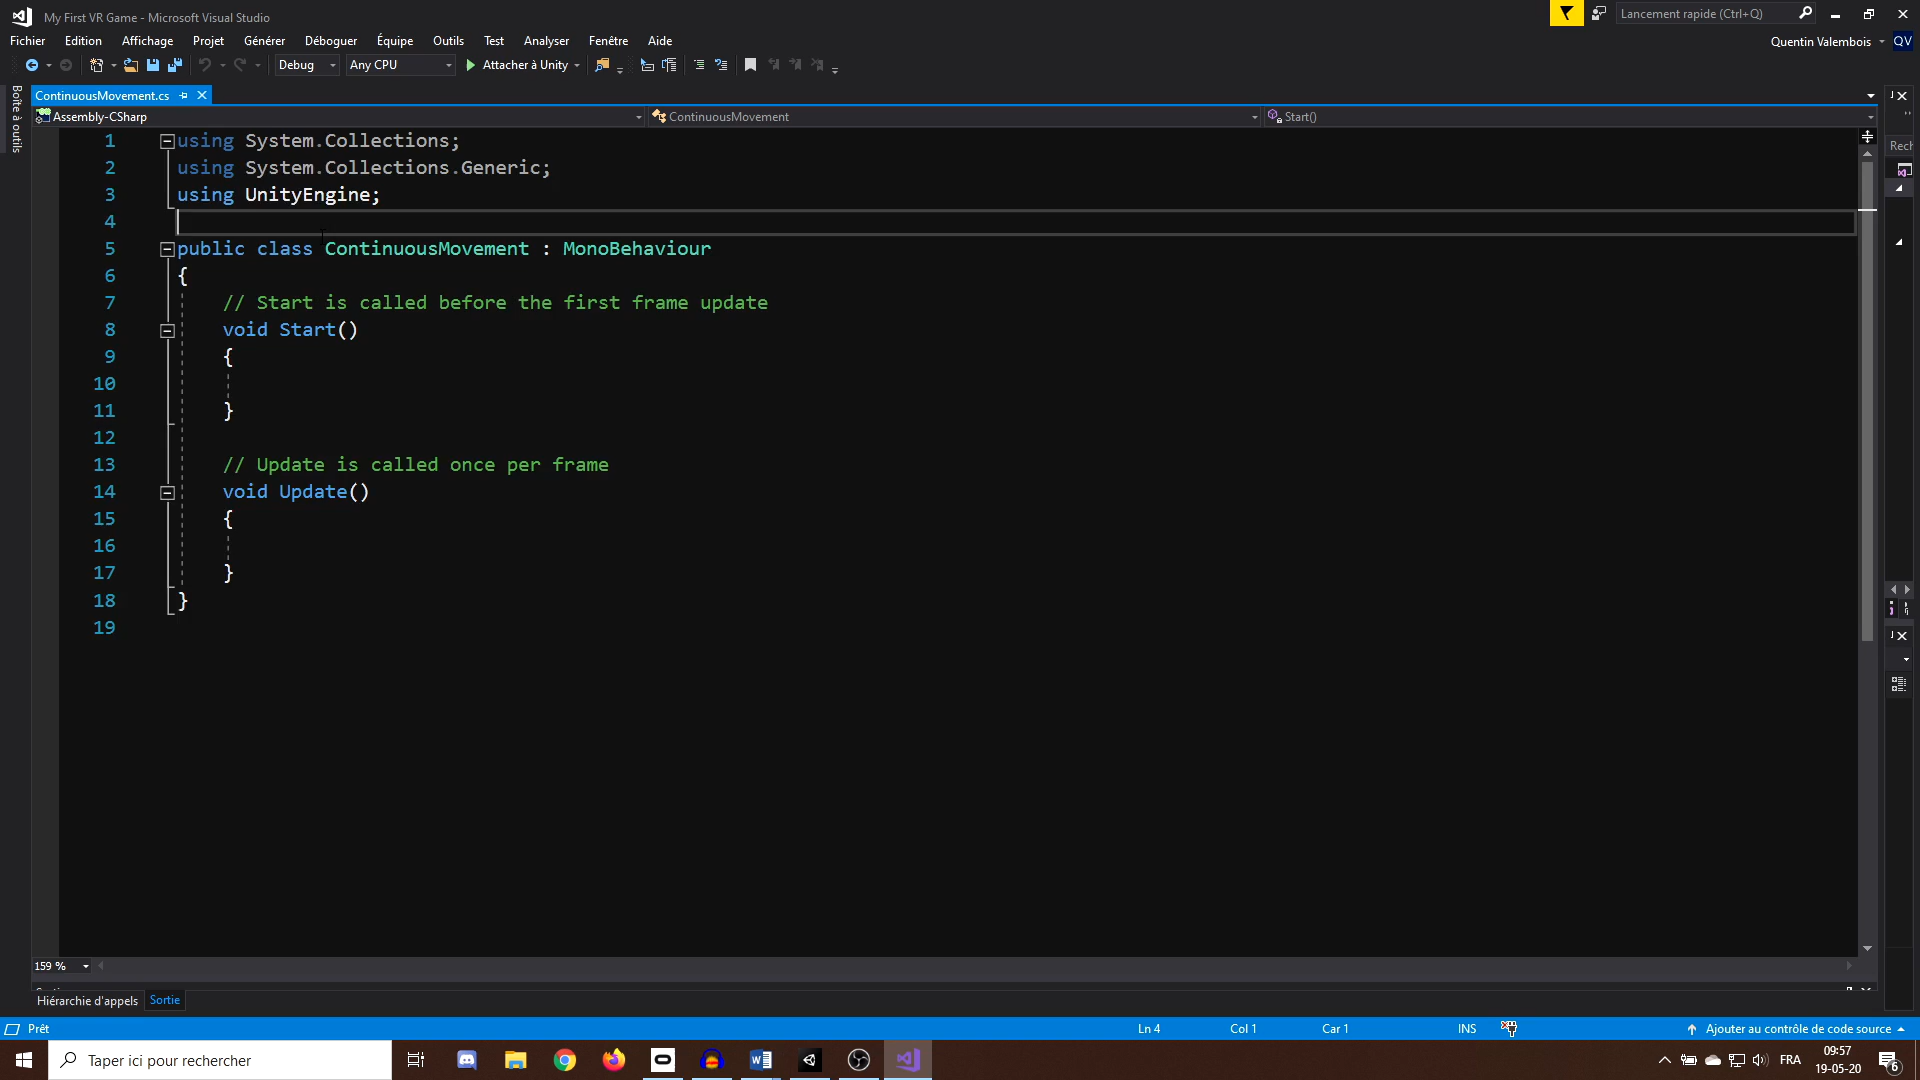 My First VR Game - Microsoft Visual Studio
Lancement rapide (Ctrl+Q)
Fichier Edition Affichage Projet Générer Déboguer Équipe Outils Test Analyser Fenêtre Aide
Quentin Valembois QV
Debug Any CPU Attacher à Unity
Boîte à outils
ContinuousMovement.cs
Assembly-CSharp ContinuousMovement Start()
Rech
1 using System.Collections;
2 using System.Collections.Generic;
3 using UnityEngine;
4
5 public class ContinuousMovement : MonoBehaviour
6 {
7 // Start is called before the first frame update
8 void Start()
9 {
10
11 }
12
13 // Update is called once per frame
14 void Update()
15 {
16
17 }
18 }
19
159 %
Hiérarchie d'appels Sortie
Prêt Ln 4 Col 1 Car 1 INS Ajouter au contrôle de code source
Taper ici pour rechercher
FRA 09:57
19-05-20
6